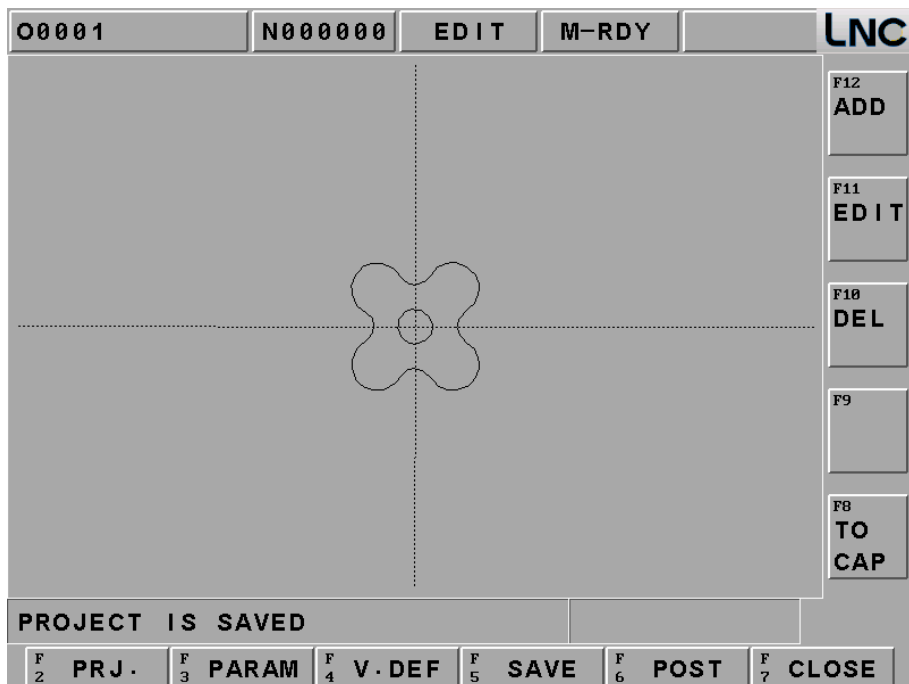 O0001 N000000 EDIT M-RDY LNC
F12
ADD
F11
EDIT
F10
DEL
F9
F8
TO
CAP
PROJECT IS SAVED
F2 PRJ. F3 PARAM F4 V.DEF F5 SAVE F6 POST F7 CLOSE